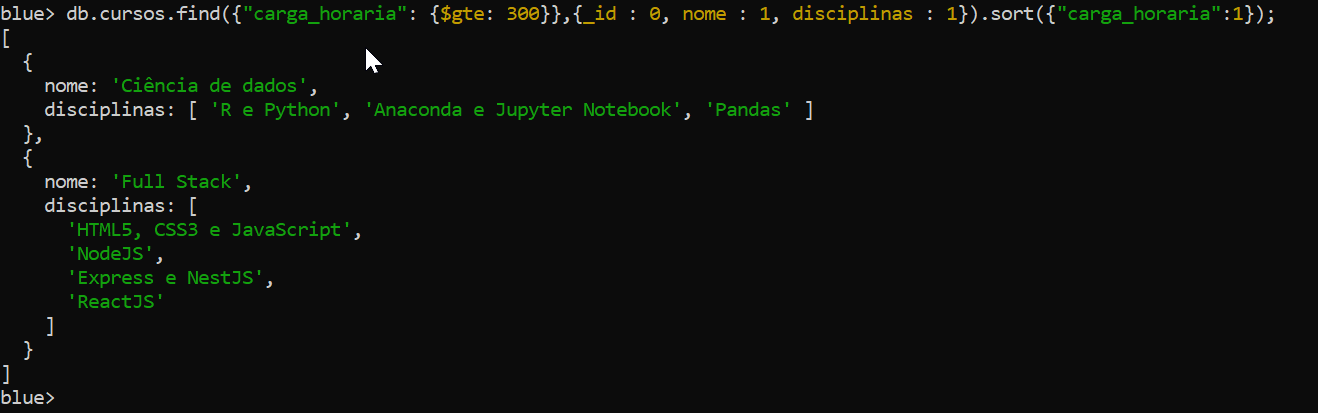 blue> db.cursos.find({"carga_horaria": {$gte: 300}},{_id : 0, nome : 1, disciplinas : 1}).sort({"carga_horaria":1});
[
  {
    nome: 'Ciência de dados',
    disciplinas: [ 'R e Python', 'Anaconda e Jupyter Notebook', 'Pandas' ]
  },
  {
    nome: 'Full Stack',
    disciplinas: [
      'HTML5, CSS3 e JavaScript',
      'NodeJS',
      'Express e NestJS',
      'ReactJS'
    ]
  }
]
blue>